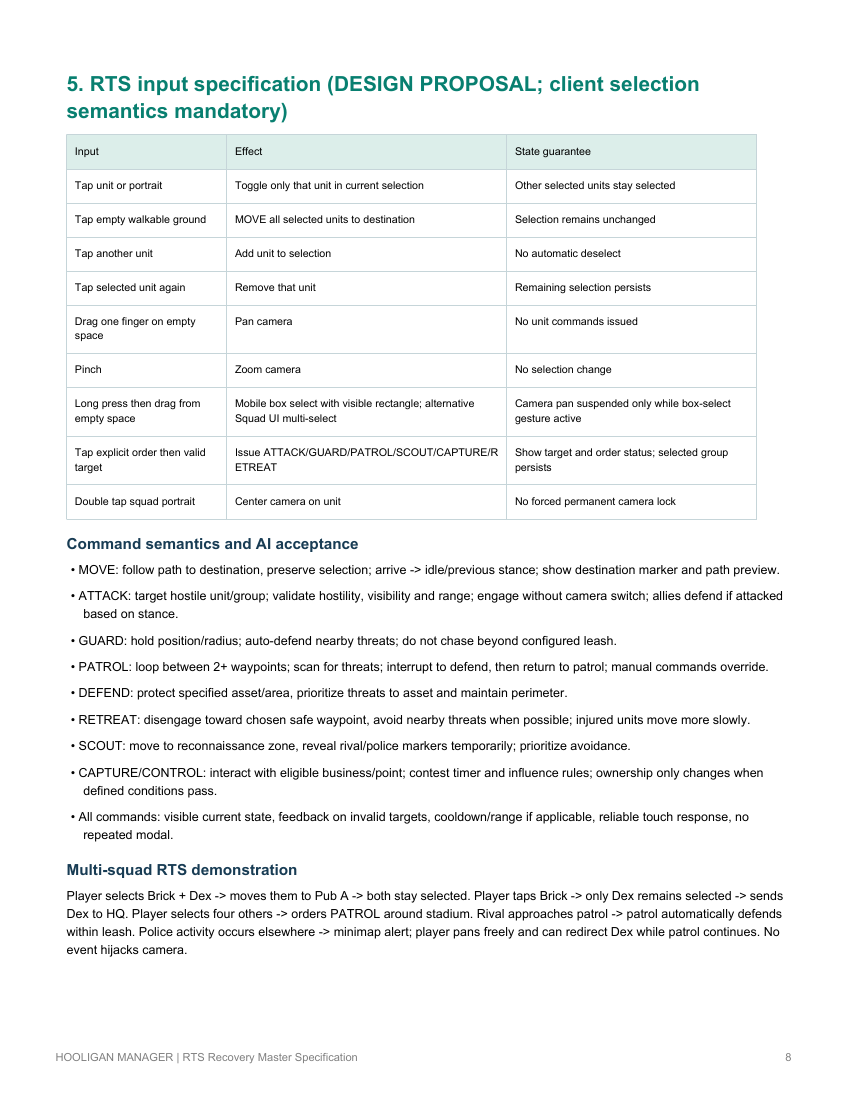 5. RTS input specification (DESIGN PROPOSAL; client selection
semantics mandatory)
Input
Effect
State guarantee
Tap unit or portrait
Toggle only that unit in current selection
Other selected units stay selected
Tap empty walkable ground
MOVE all selected units to destination
Selection remains unchanged
Tap another unit
Add unit to selection
No automatic deselect
Tap selected unit again
Remove that unit
Remaining selection persists
Drag one finger on empty
space
Pan camera
No unit commands issued
Pinch
Zoom camera
No selection change
Long press then drag from
empty space
Mobile box select with visible rectangle; alternative
Squad UI multi-select
Camera pan suspended only while box-select
gesture active
Tap explicit order then valid
target
Issue ATTACK/GUARD/PATROL/SCOUT/CAPTURE/R
ETREAT
Show target and order status; selected group
persists
Double tap squad portrait
Center camera on unit
No forced permanent camera lock
Command semantics and AI acceptance
• MOVE: follow path to destination, preserve selection; arrive -> idle/previous stance; show destination marker and path preview.
• ATTACK: target hostile unit/group; validate hostility, visibility and range; engage without camera switch; allies defend if attacked
based on stance.
• GUARD: hold position/radius; auto-defend nearby threats; do not chase beyond configured leash.
• PATROL: loop between 2+ waypoints; scan for threats; interrupt to defend, then return to patrol; manual commands override.
• DEFEND: protect specified asset/area, prioritize threats to asset and maintain perimeter.
• RETREAT: disengage toward chosen safe waypoint, avoid nearby threats when possible; injured units move more slowly.
• SCOUT: move to reconnaissance zone, reveal rival/police markers temporarily; prioritize avoidance.
• CAPTURE/CONTROL: interact with eligible business/point; contest timer and influence rules; ownership only changes when
defined conditions pass.
• All commands: visible current state, feedback on invalid targets, cooldown/range if applicable, reliable touch response, no
repeated modal.
Multi-squad RTS demonstration
Player selects Brick + Dex -> moves them to Pub A -> both stay selected. Player taps Brick -> only Dex remains selected -> sends
Dex to HQ. Player selects four others -> orders PATROL around stadium. Rival approaches patrol -> patrol automatically defends
within leash. Police activity occurs elsewhere -> minimap alert; player pans freely and can redirect Dex while patrol continues. No
event hijacks camera.
HOOLIGAN MANAGER | RTS Recovery Master Specification
8